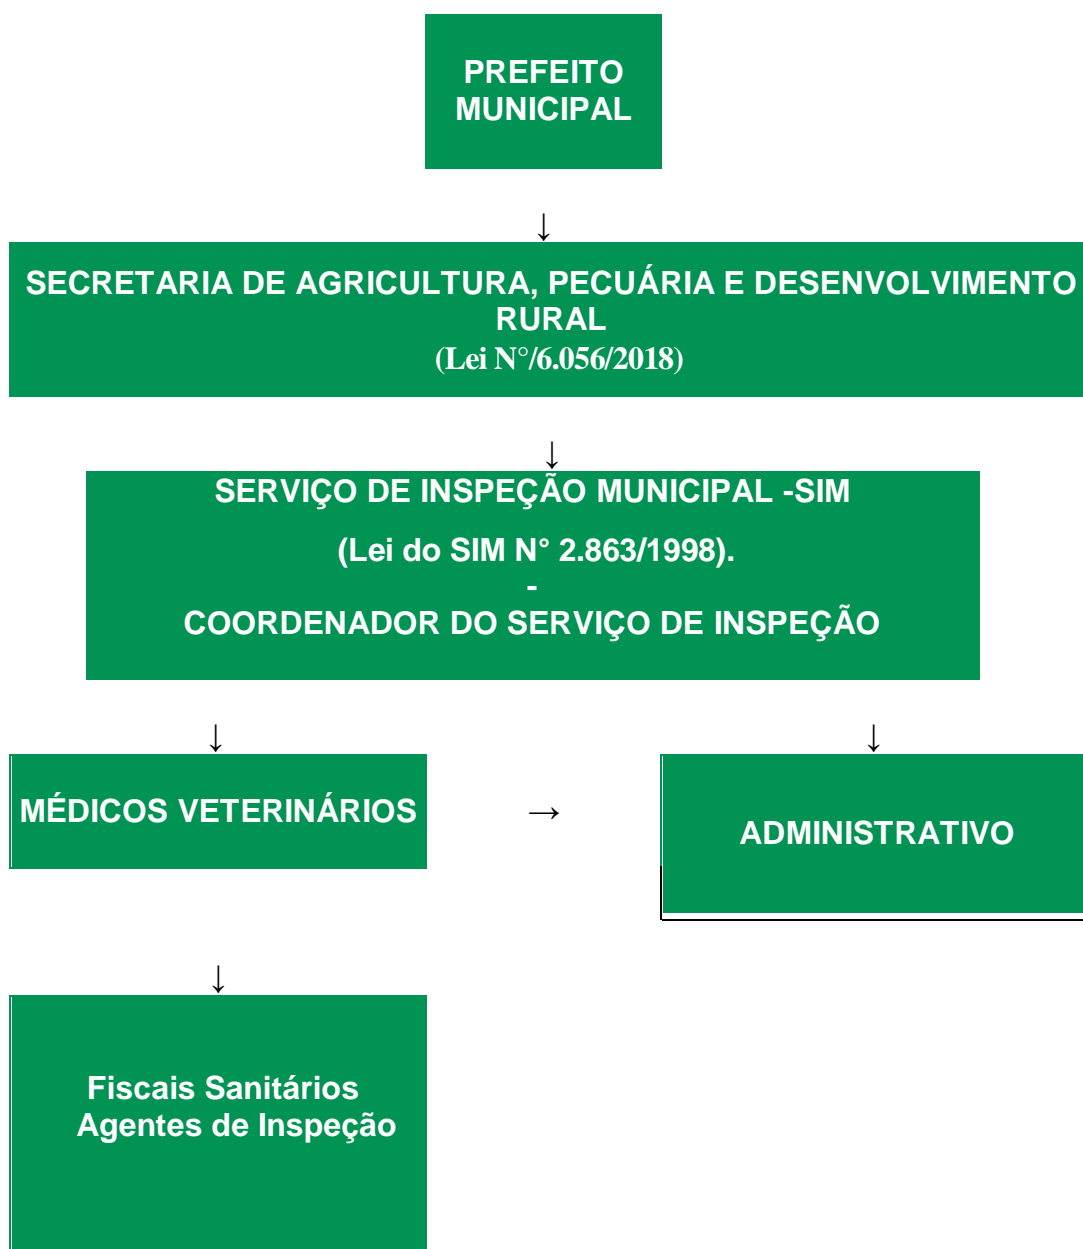 PREFEITO
MUNICIPAL
↓
SECRETARIA DE AGRICULTURA, PECUÁRIA E DESENVOLVIMENTO
RURAL
(Lei N°/6.056/2018)
↓
SERVIÇO DE INSPEÇÃO MUNICIPAL -SIM
(Lei do SIM N° 2.863/1998).
-
COORDENADOR DO SERVIÇO DE INSPEÇÃO
↓ ↓
MÉDICOS VETERINÁRIOS → ADMINISTRATIVO
↓
Fiscais Sanitários
Agentes de Inspeção